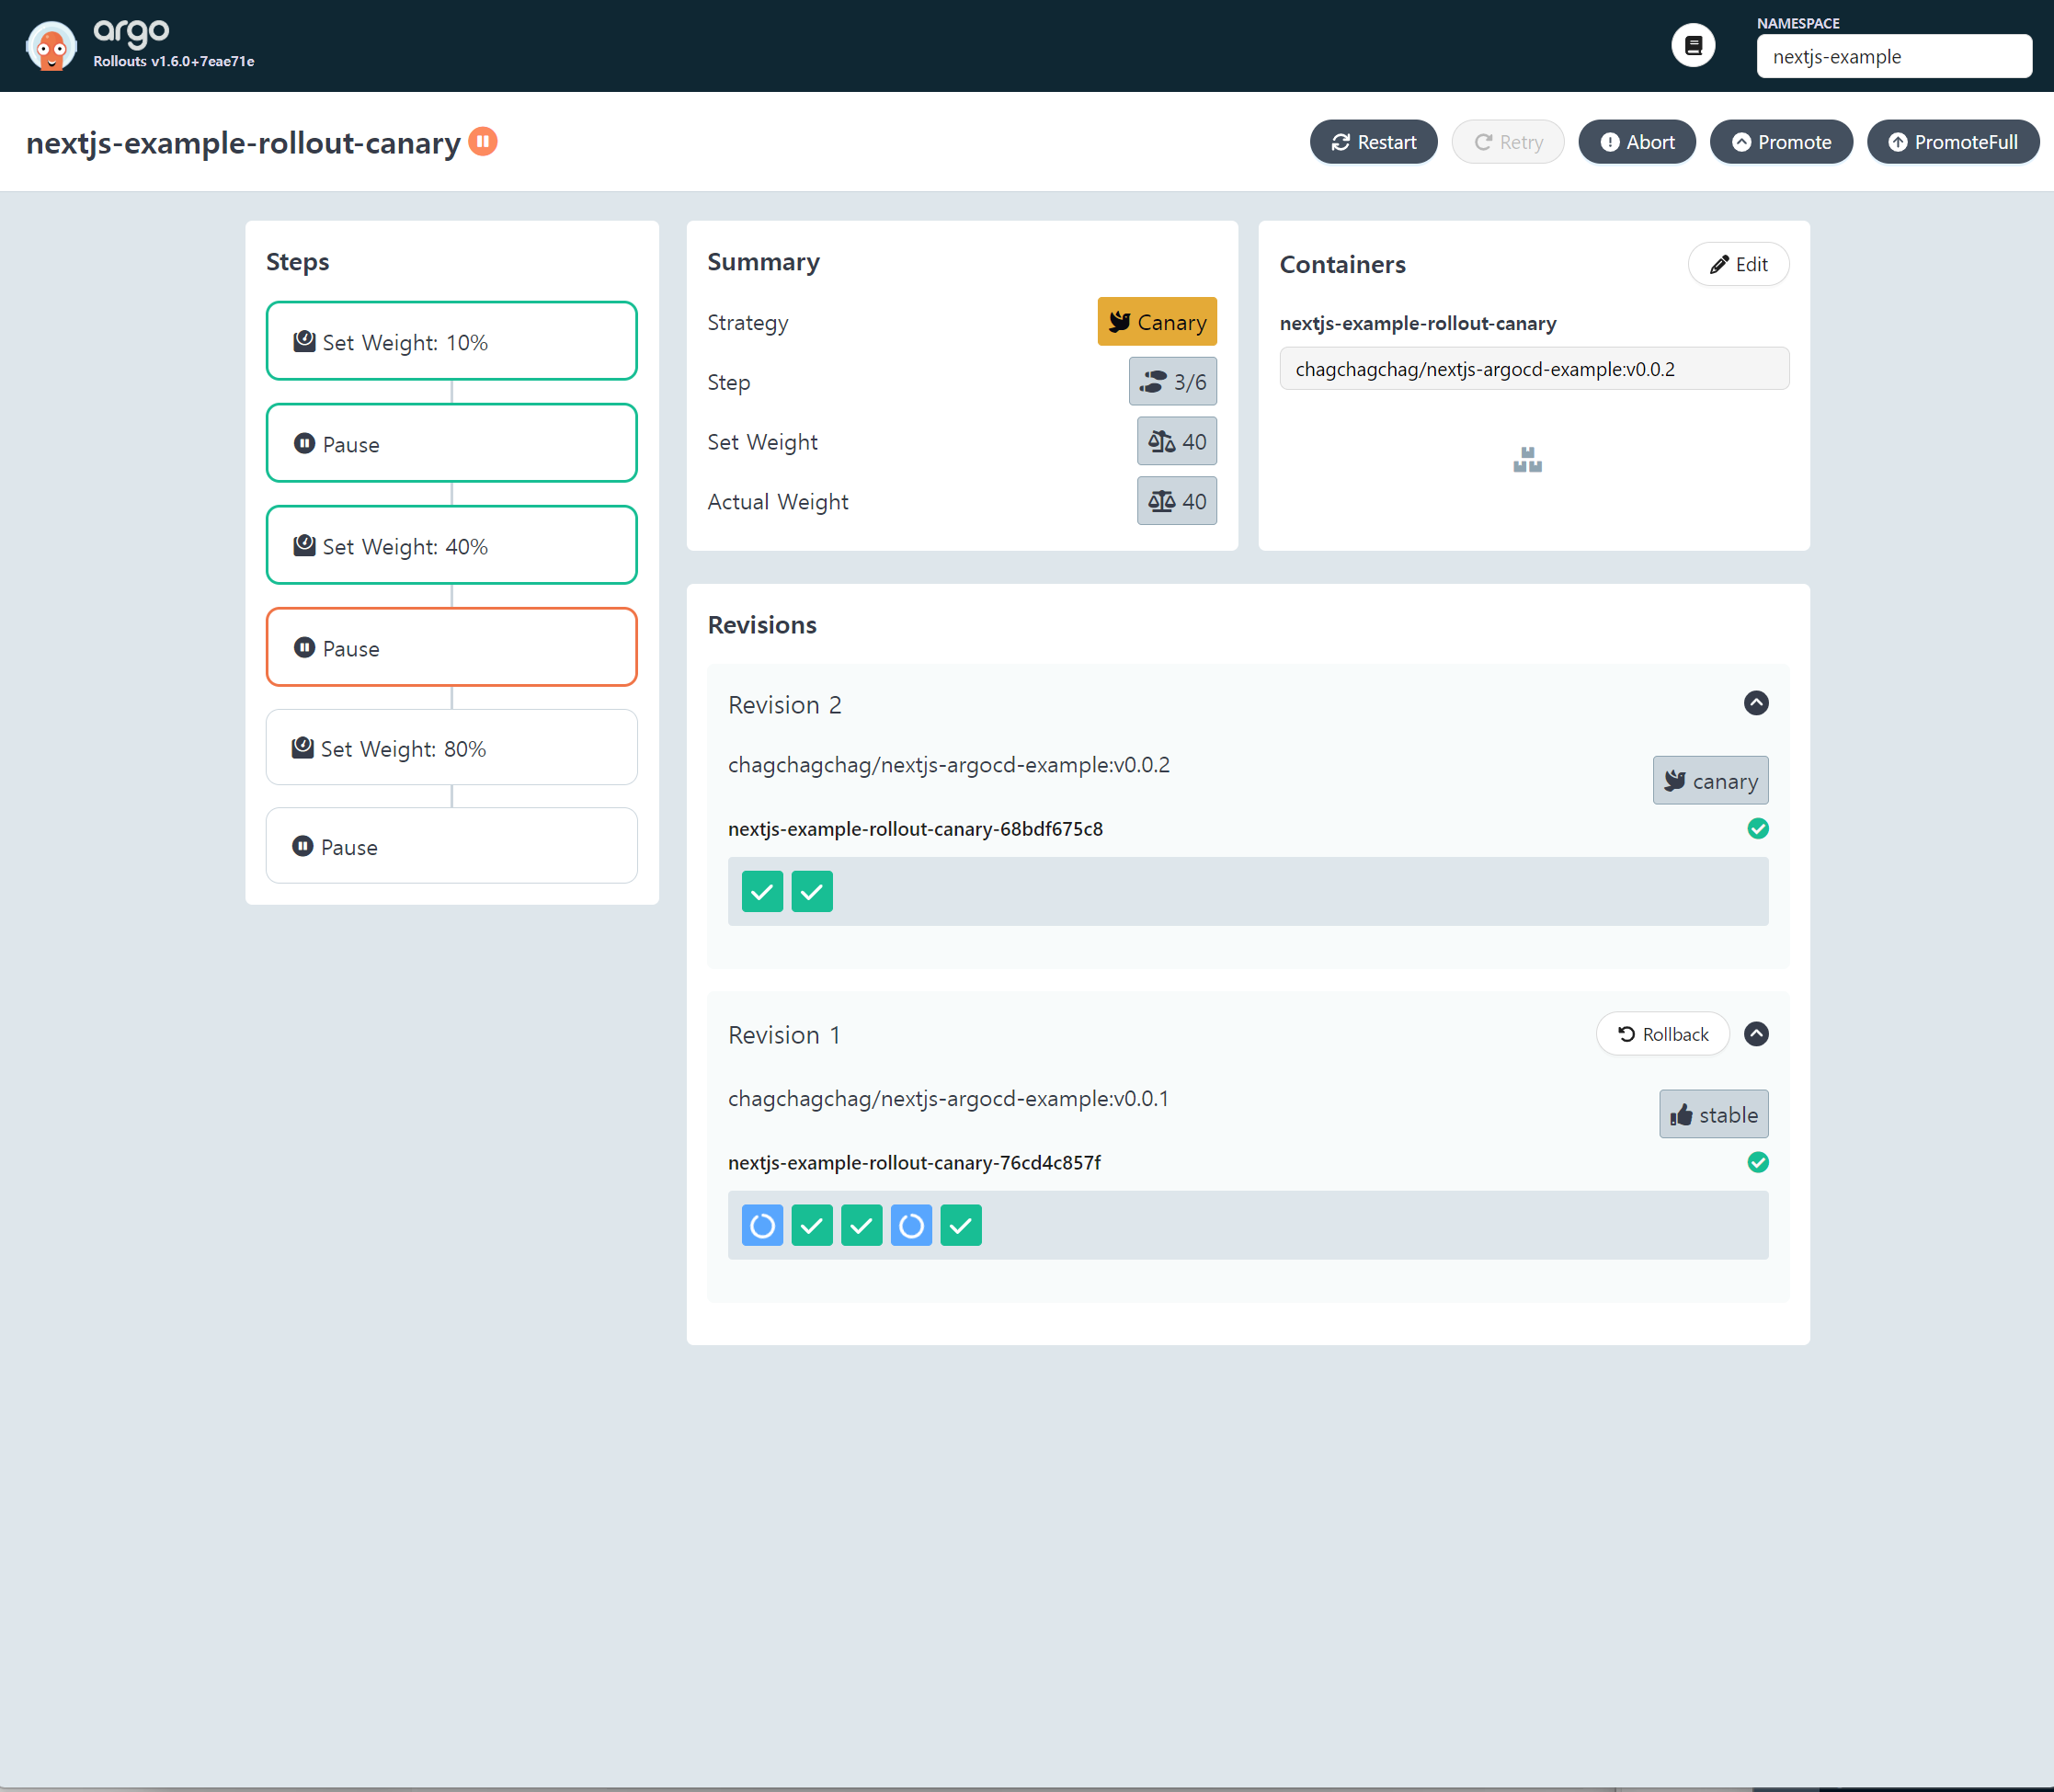 argo
Rollouts v1.6.0+7eae71e
NAMESPACE
nextjs-example
nextjs-example-rollout-canary
Restart
Retry
Abort
Promote
PromoteFull
Steps
Set Weight: 10%
Pause
Set Weight: 40%
Pause
Set Weight: 80%
Pause
Summary
Strategy
Canary
Step
3/6
Set Weight
40
Actual Weight
40
Containers
Edit
nextjs-example-rollout-canary
chagchagchag/nextjs-argocd-example:v0.0.2
Revisions
Revision 2
chagchagchag/nextjs-argocd-example:v0.0.2
canary
nextjs-example-rollout-canary-68bdf675c8
Revision 1
Rollback
chagchagchag/nextjs-argocd-example:v0.0.1
stable
nextjs-example-rollout-canary-76cd4c857f